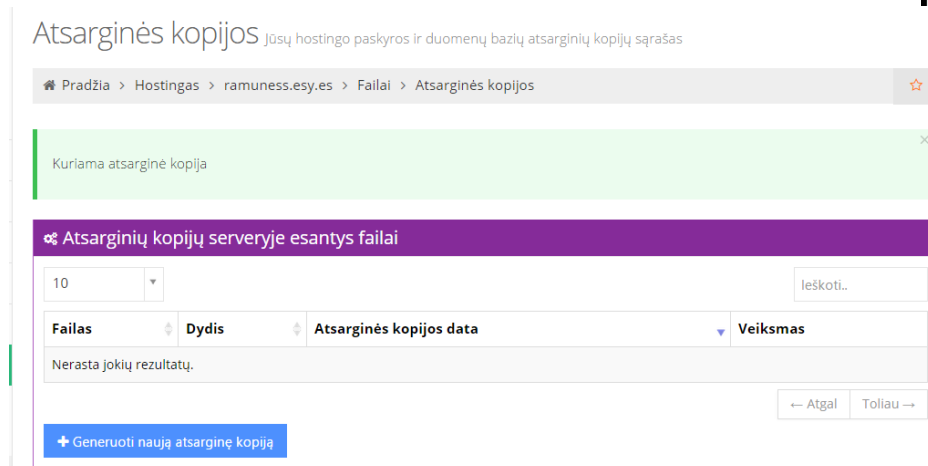 Atsarginės kopijos Jūsų hostingo paskyros ir duomenų bazių atsarginių kopijų sąrašas
Pradžia > Hostingas > ramuness.esy.es > Failai > Atsarginės kopijos
Kuriama atsarginė kopija
×
Atsarginių kopijų serveryje esantys failai
10
Ieškoti..
Failas Dydis Atsarginės kopijos data Veiksmas
Nerasta jokių rezultatų.
← Atgal Toliau →
+ Generuoti naują atsarginę kopiją